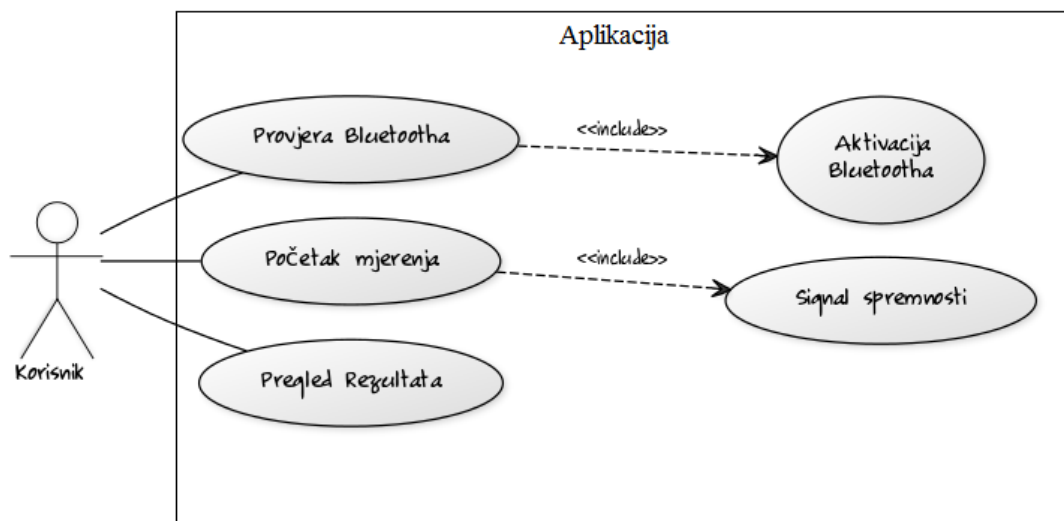 Aplikacija
Provjera Bluetootha
<<include>>
Aktivacija
Bluetootha
Početak mjerenja
<<include>>
Signal spremnosti
Pregled Rezultata
Korisnik